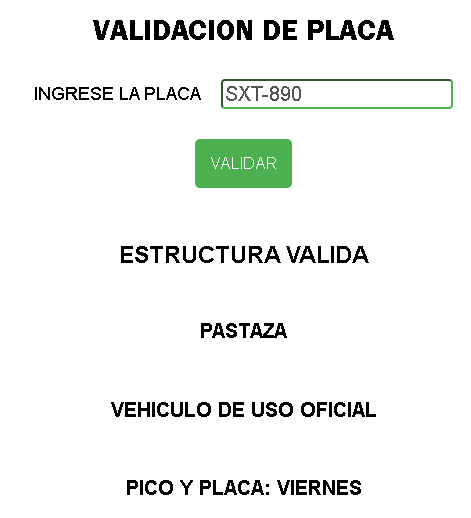 VALIDACION DE PLACA
INGRESE LA PLACA SXT-890
VALIDAR
ESTRUCTURA VALIDA
PASTAZA
VEHICULO DE USO OFICIAL
PICO Y PLACA: VIERNES